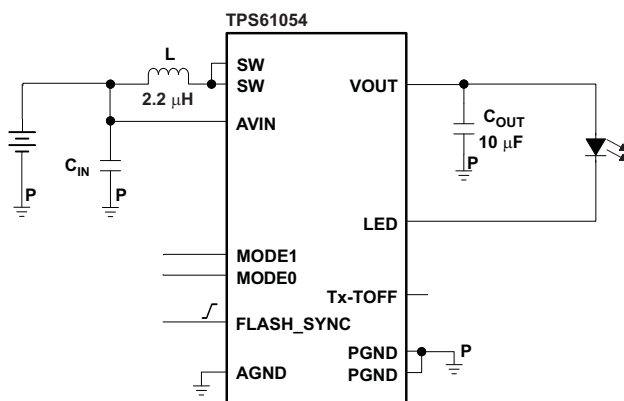 TPS61054
L
2.2 μH
SW
SW
AVIN
C_IN
P
P
VOUT
C_OUT
10 μF
P
LED
MODE1
MODE0
Tx-TOFF
FLASH_SYNC
PGND
P
AGND
PGND